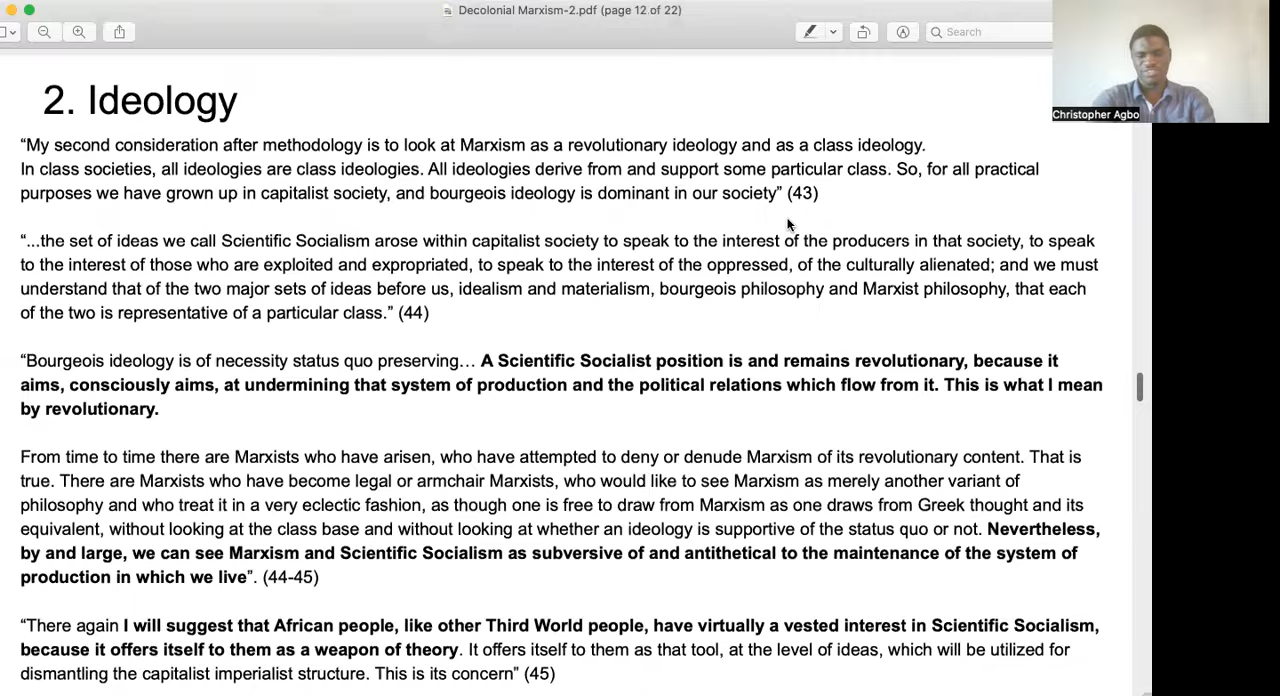 Decolonial Marxism-2.pdf (page 12 of 22)
Search
Christopher Agbo
2. Ideology
“My second consideration after methodology is to look at Marxism as a revolutionary ideology and as a class ideology.
In class societies, all ideologies are class ideologies. All ideologies derive from and support some particular class. So, for all practical
purposes we have grown up in capitalist society, and bourgeois ideology is dominant in our society” (43)
“...the set of ideas we call Scientific Socialism arose within capitalist society to speak to the interest of the producers in that society, to speak
to the interest of those who are exploited and expropriated, to speak to the interest of the oppressed, of the culturally alienated; and we must
understand that of the two major sets of ideas before us, idealism and materialism, bourgeois philosophy and Marxist philosophy, that each
of the two is representative of a particular class.” (44)
“Bourgeois ideology is of necessity status quo preserving… A Scientific Socialist position is and remains revolutionary, because it
aims, consciously aims, at undermining that system of production and the political relations which flow from it. This is what I mean
by revolutionary.
From time to time there are Marxists who have arisen, who have attempted to deny or denude Marxism of its revolutionary content. That is
true. There are Marxists who have become legal or armchair Marxists, who would like to see Marxism as merely another variant of
philosophy and who treat it in a very eclectic fashion, as though one is free to draw from Marxism as one draws from Greek thought and its
equivalent, without looking at the class base and without looking at whether an ideology is supportive of the status quo or not. Nevertheless,
by and large, we can see Marxism and Scientific Socialism as subversive of and antithetical to the maintenance of the system of
production in which we live”. (44-45)
“There again I will suggest that African people, like other Third World people, have virtually a vested interest in Scientific Socialism,
because it offers itself to them as a weapon of theory. It offers itself to them as that tool, at the level of ideas, which will be utilized for
dismantling the capitalist imperialist structure. This is its concern” (45)